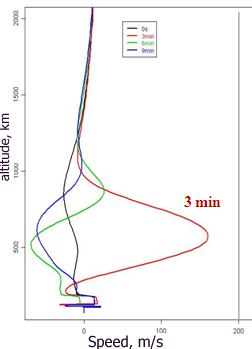 altitude, km
2000
1500
1000
500
0s
3min
6min
9min
3 min
0
100
200
Speed, m/s